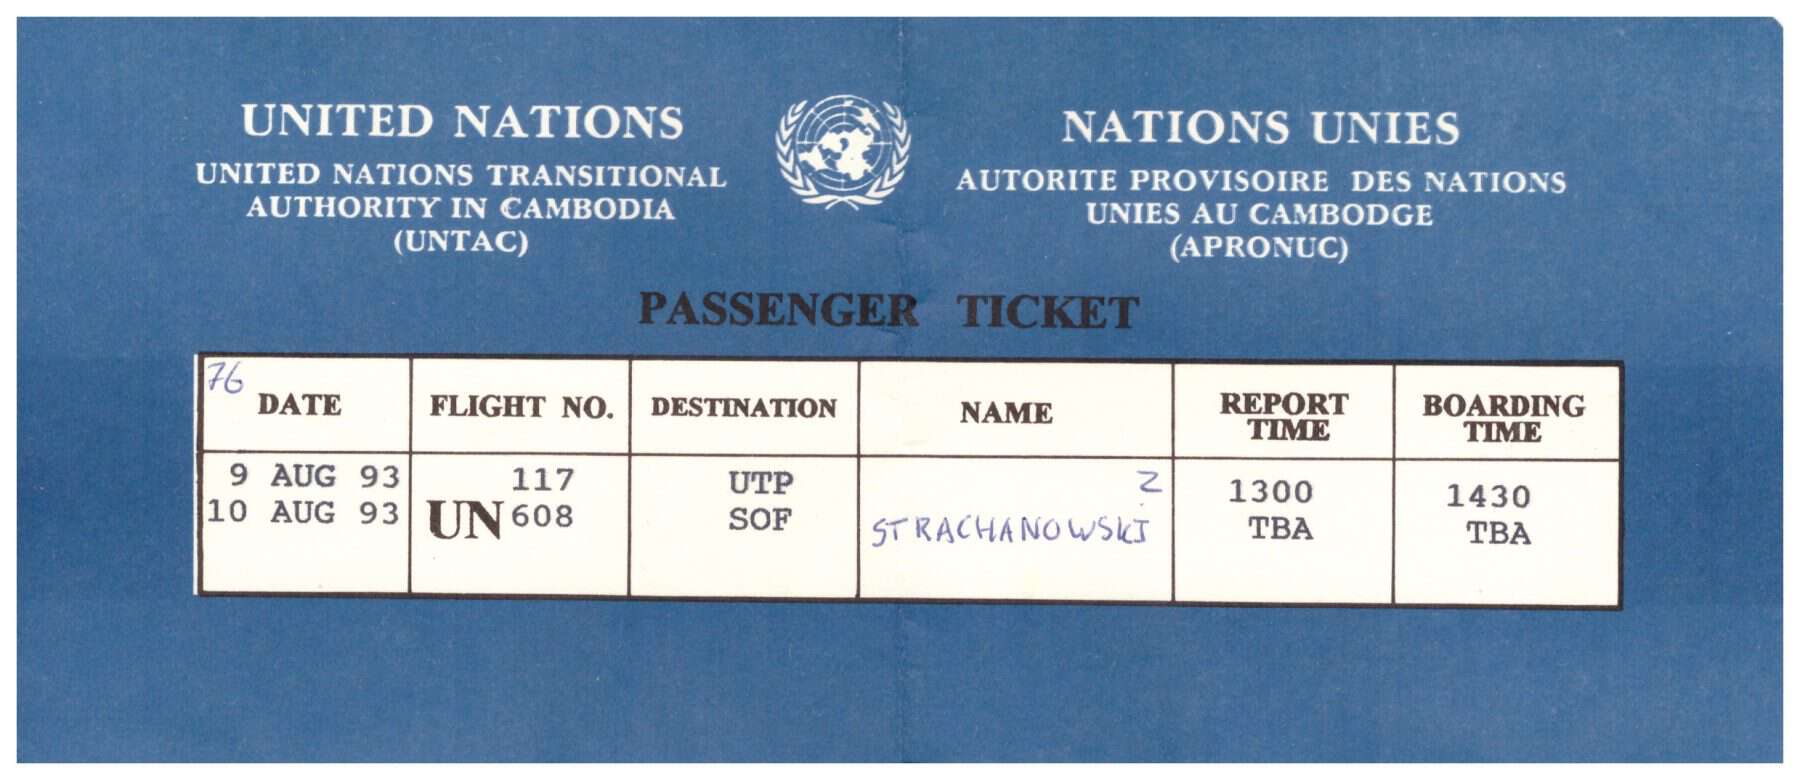 UNITED NATIONS
UNITED NATIONS TRANSITIONAL
AUTHORITY IN CAMBODIA
(UNTAC)
NATIONS UNIES
AUTORITE PROVISOIRE DES NATIONS
UNIES AU CAMBODGE
(APRONUC)
PASSENGER TICKET
76
DATE FLIGHT NO. DESTINATION NAME REPORT TIME BOARDING TIME
9 AUG 93 117 UTP Z 1300 1430
10 AUG 93 UN 608 SOF STRACHANOWSKI TBA TBA